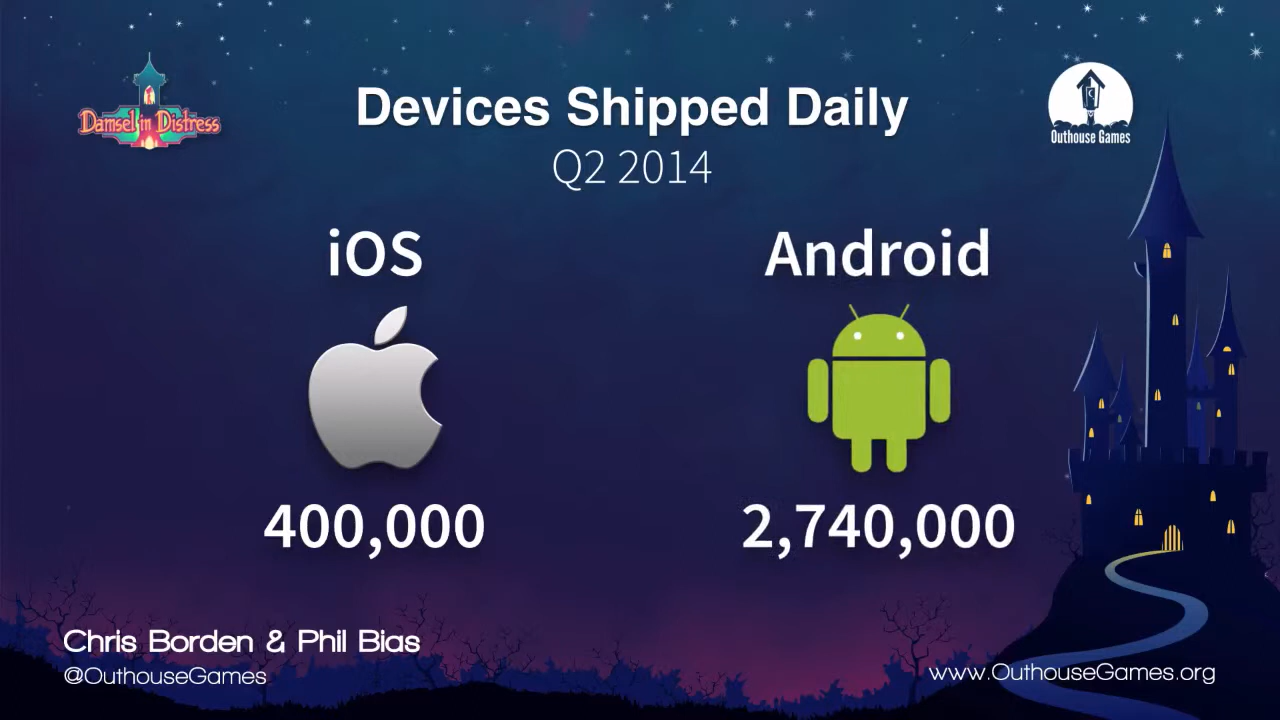 Damsel in Distress
Devices Shipped Daily
Outhouse Games
Q2 2014
iOS
Android
400,000
2,740,000
Chris Borden & Phil Bias
@OuthouseGames
www.OuthouseGames.org